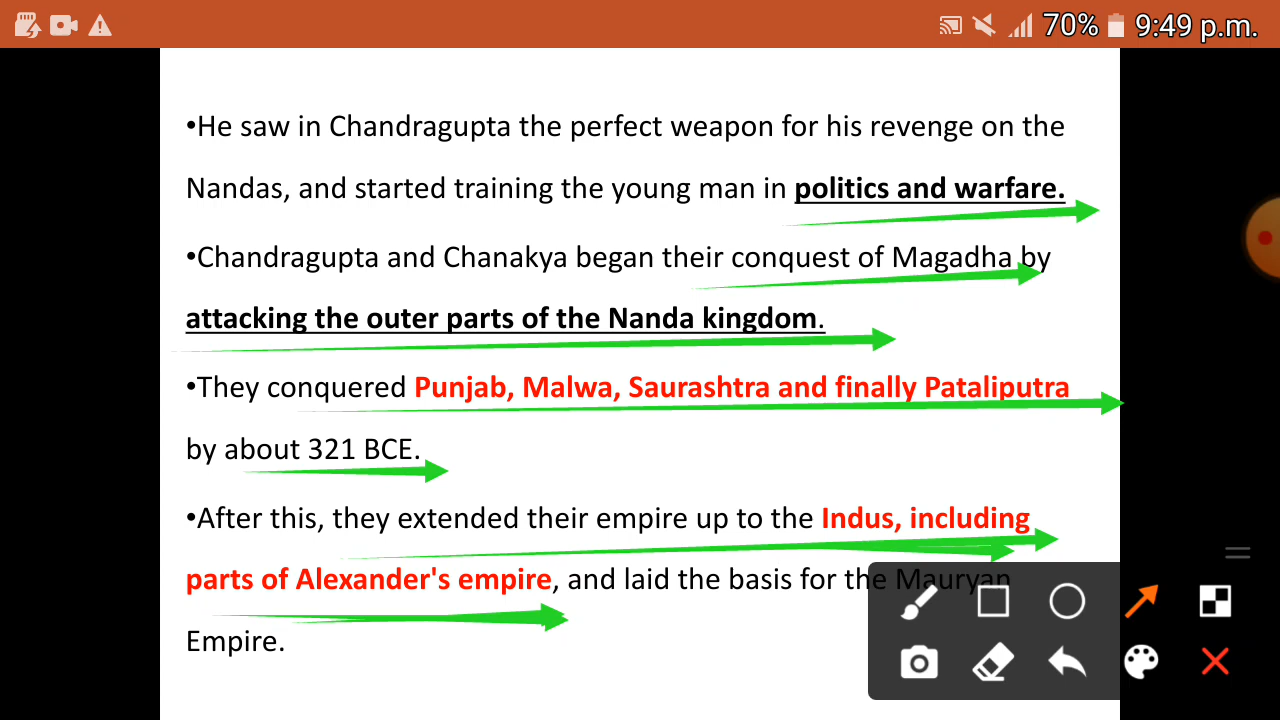 70% 9:49 p.m.
•He saw in Chandragupta the perfect weapon for his revenge on the
Nandas, and started training the young man in politics and warfare.
•Chandragupta and Chanakya began their conquest of Magadha by
attacking the outer parts of the Nanda kingdom.
•They conquered Punjab, Malwa, Saurashtra and finally Pataliputra
by about 321 BCE.
•After this, they extended their empire up to the Indus, including
parts of Alexander's empire, and laid the basis for the Mauryan
Empire.